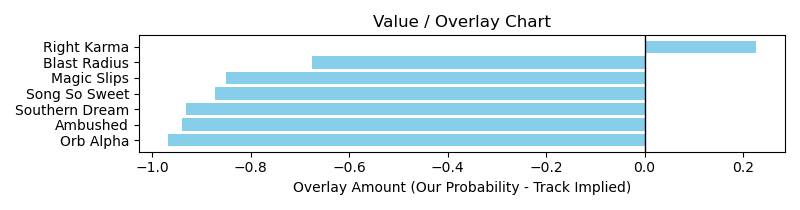 Value / Overlay Chart
Right Karma
Blast Radius
Magic Slips
Song So Sweet
Southern Dream
Ambushed
Orb Alpha
−1.0 −0.8 −0.6 −0.4 −0.2 0.0 0.2
Overlay Amount (Our Probability - Track Implied)